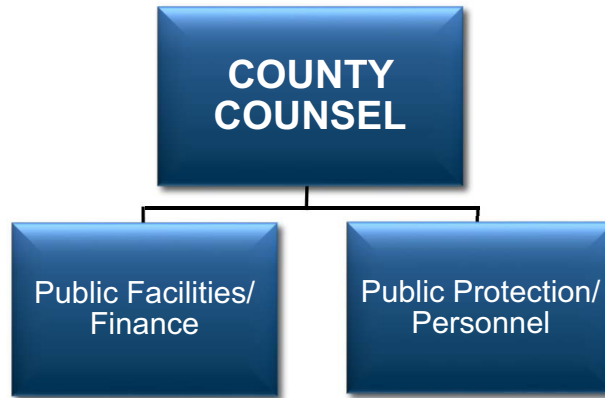 COUNTY
COUNSEL
Public Facilities/
Finance
Public Protection/
Personnel